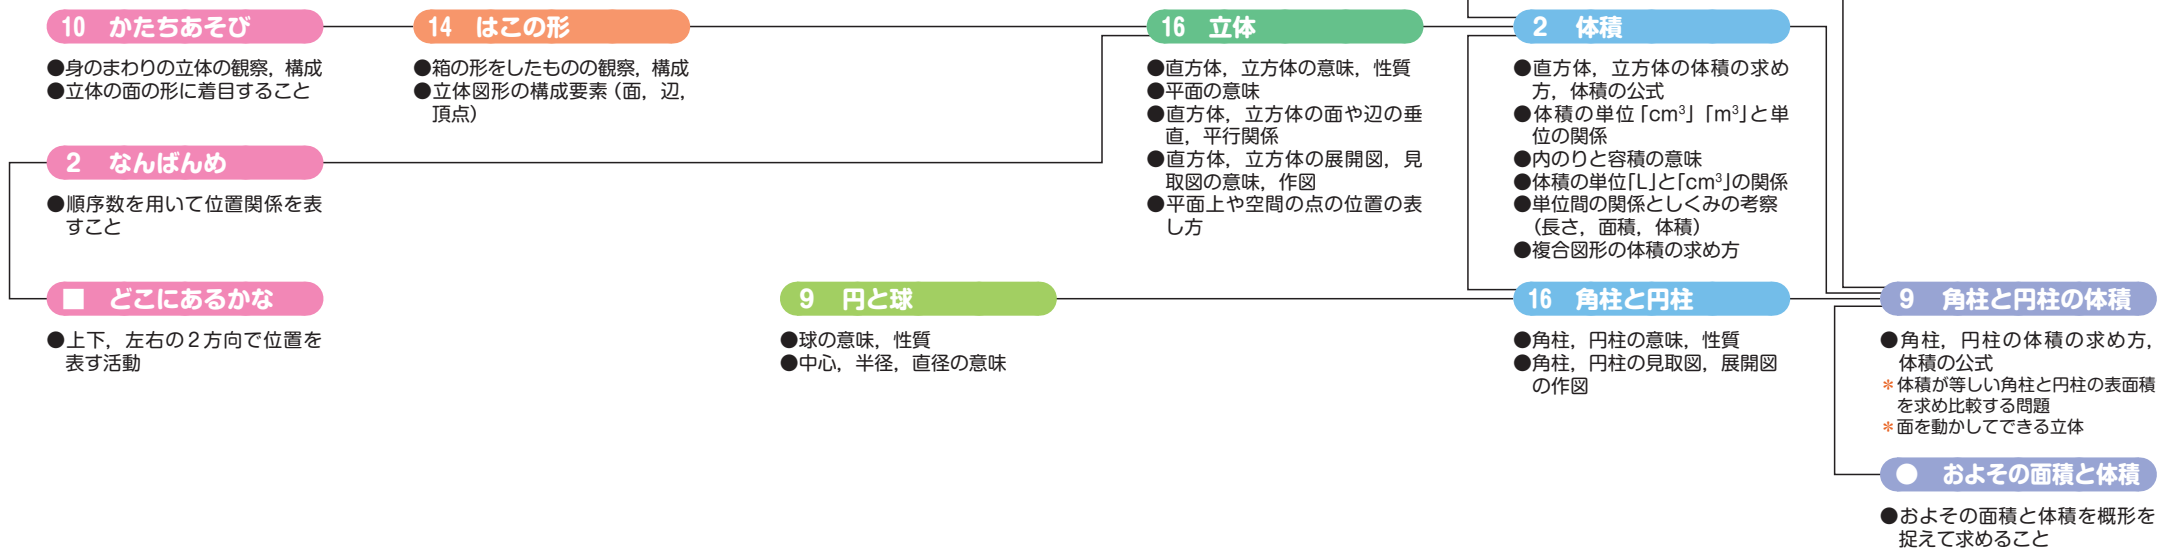 10 かたちあそび
●身のまわりの立体の観察，構成
●立体の面の形に着目すること
14 はこの形
●箱の形をしたものの観察，構成
●立体図形の構成要素（面，辺，
頂点）
16 立体
●直方体，立方体の意味，性質
●平面の意味
●直方体，立方体の面や辺の垂
直，平行関係
●直方体，立方体の展開図，見
取図の意味，作図
●平面上や空間の点の位置の表
し方
2 体積
●直方体，立方体の体積の求め
方，体積の公式
●体積の単位「cm³」「m³」と単
位の関係
●内のりと容積の意味
●体積の単位「L」と「cm³」の関係
●単位間の関係としくみの考察
（長さ，面積，体積）
●複合図形の体積の求め方
2 なんばんめ
●順序数を用いて位置関係を表
すこと
■ どこにあるかな
●上下，左右の２方向で位置を
表す活動
9 円と球
●球の意味，性質
●中心，半径，直径の意味
16 角柱と円柱
●角柱，円柱の意味，性質
●角柱，円柱の見取図，展開図
の作図
9 角柱と円柱の体積
●角柱，円柱の体積の求め方，
体積の公式
＊体積が等しい角柱と円柱の表面積
を求め比較する問題
＊面を動かしてできる立体
● およその面積と体積
●およその面積と体積を概形を
捉えて求めること